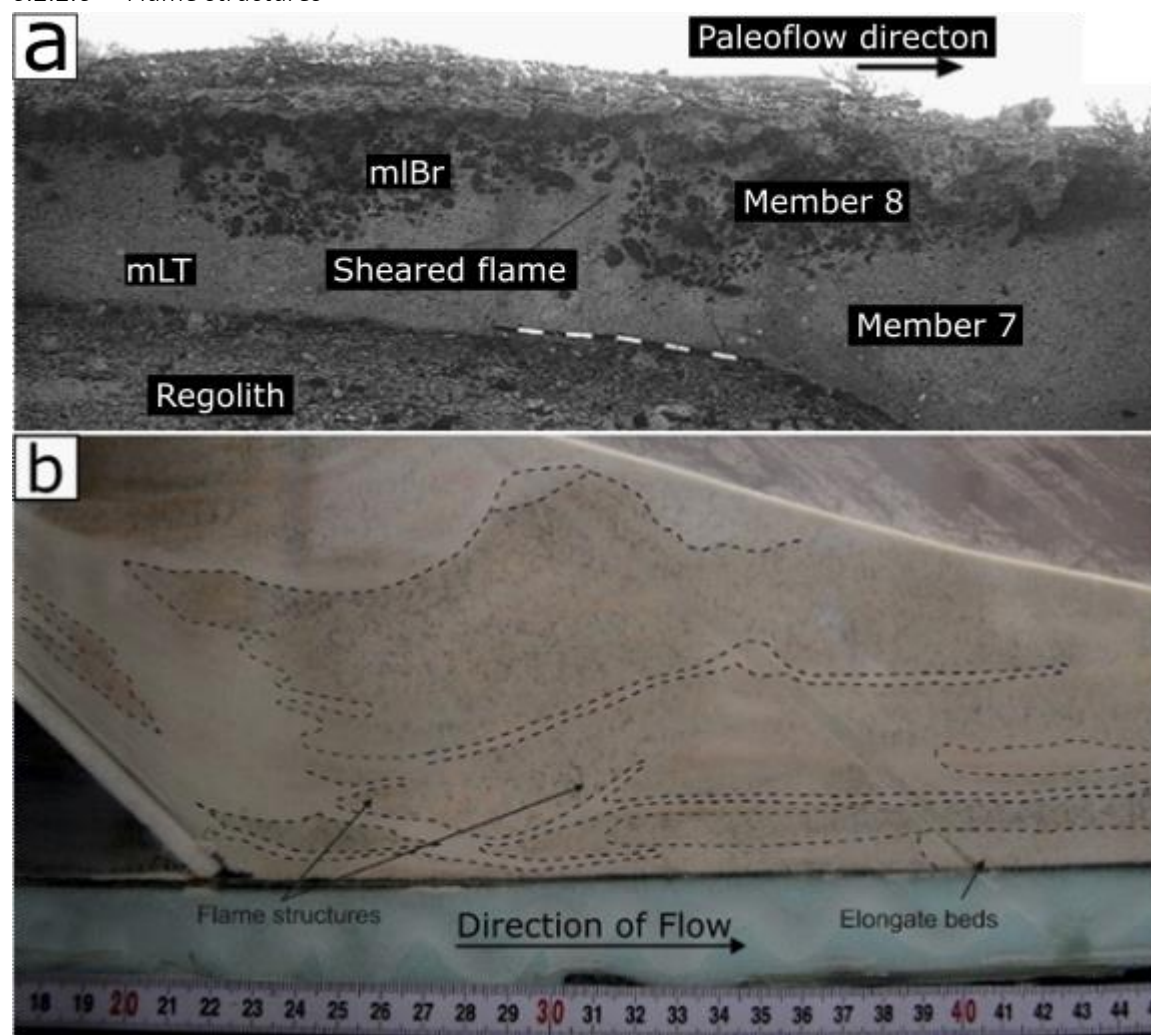 a
Paleoflow directon
mlBr
Member 8
mLT
Sheared flame
Member 7
Regolith
b
Flame structures
Direction of Flow
Elongate beds
18 19 20 21 22 23 24 25 26 27 28 29 30 31 32 33 34 35 36 37 38 39 40 41 42 43 44